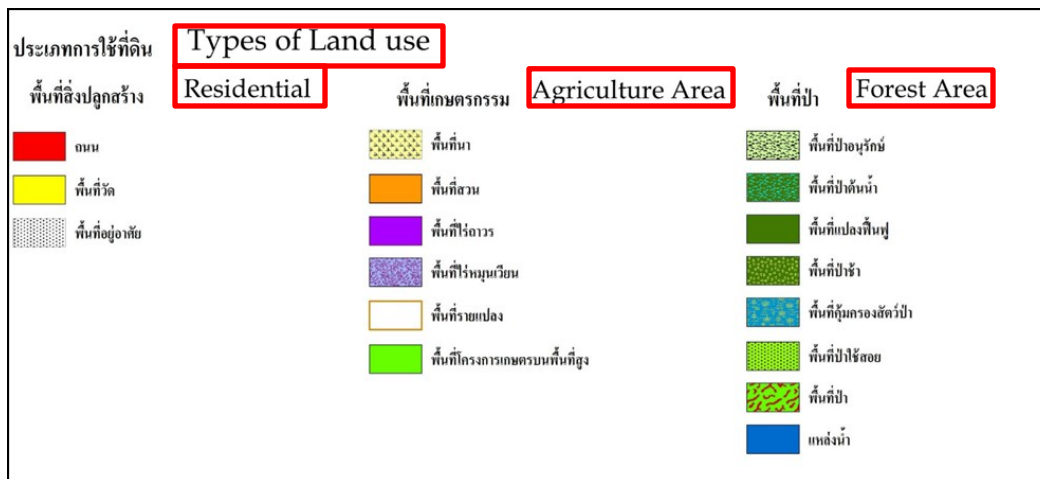 ประเภทการใช้ที่ดิน Types of Land use
พื้นที่สิ่งปลูกสร้าง Residential
ถนน
พื้นที่วัด
พื้นที่อยู่อาศัย
พื้นที่เกษตรกรรม Agriculture Area
พื้นที่นา
พื้นที่สวน
พื้นที่ไร่ถาวร
พื้นที่ไร่หมุนเวียน
พื้นที่รายแปลง
พื้นที่โครงการเกษตรบนพื้นที่สูง
พื้นที่ป่า Forest Area
พื้นที่ป่าอนุรักษ์
พื้นที่ป่าต้นน้ำ
พื้นที่แปลงฟื้นฟู
พื้นที่ป่าช้า
พื้นที่คุ้มครองสัตว์ป่า
พื้นที่ป่าใช้สอย
พื้นที่ป่า
แหล่งน้ำ